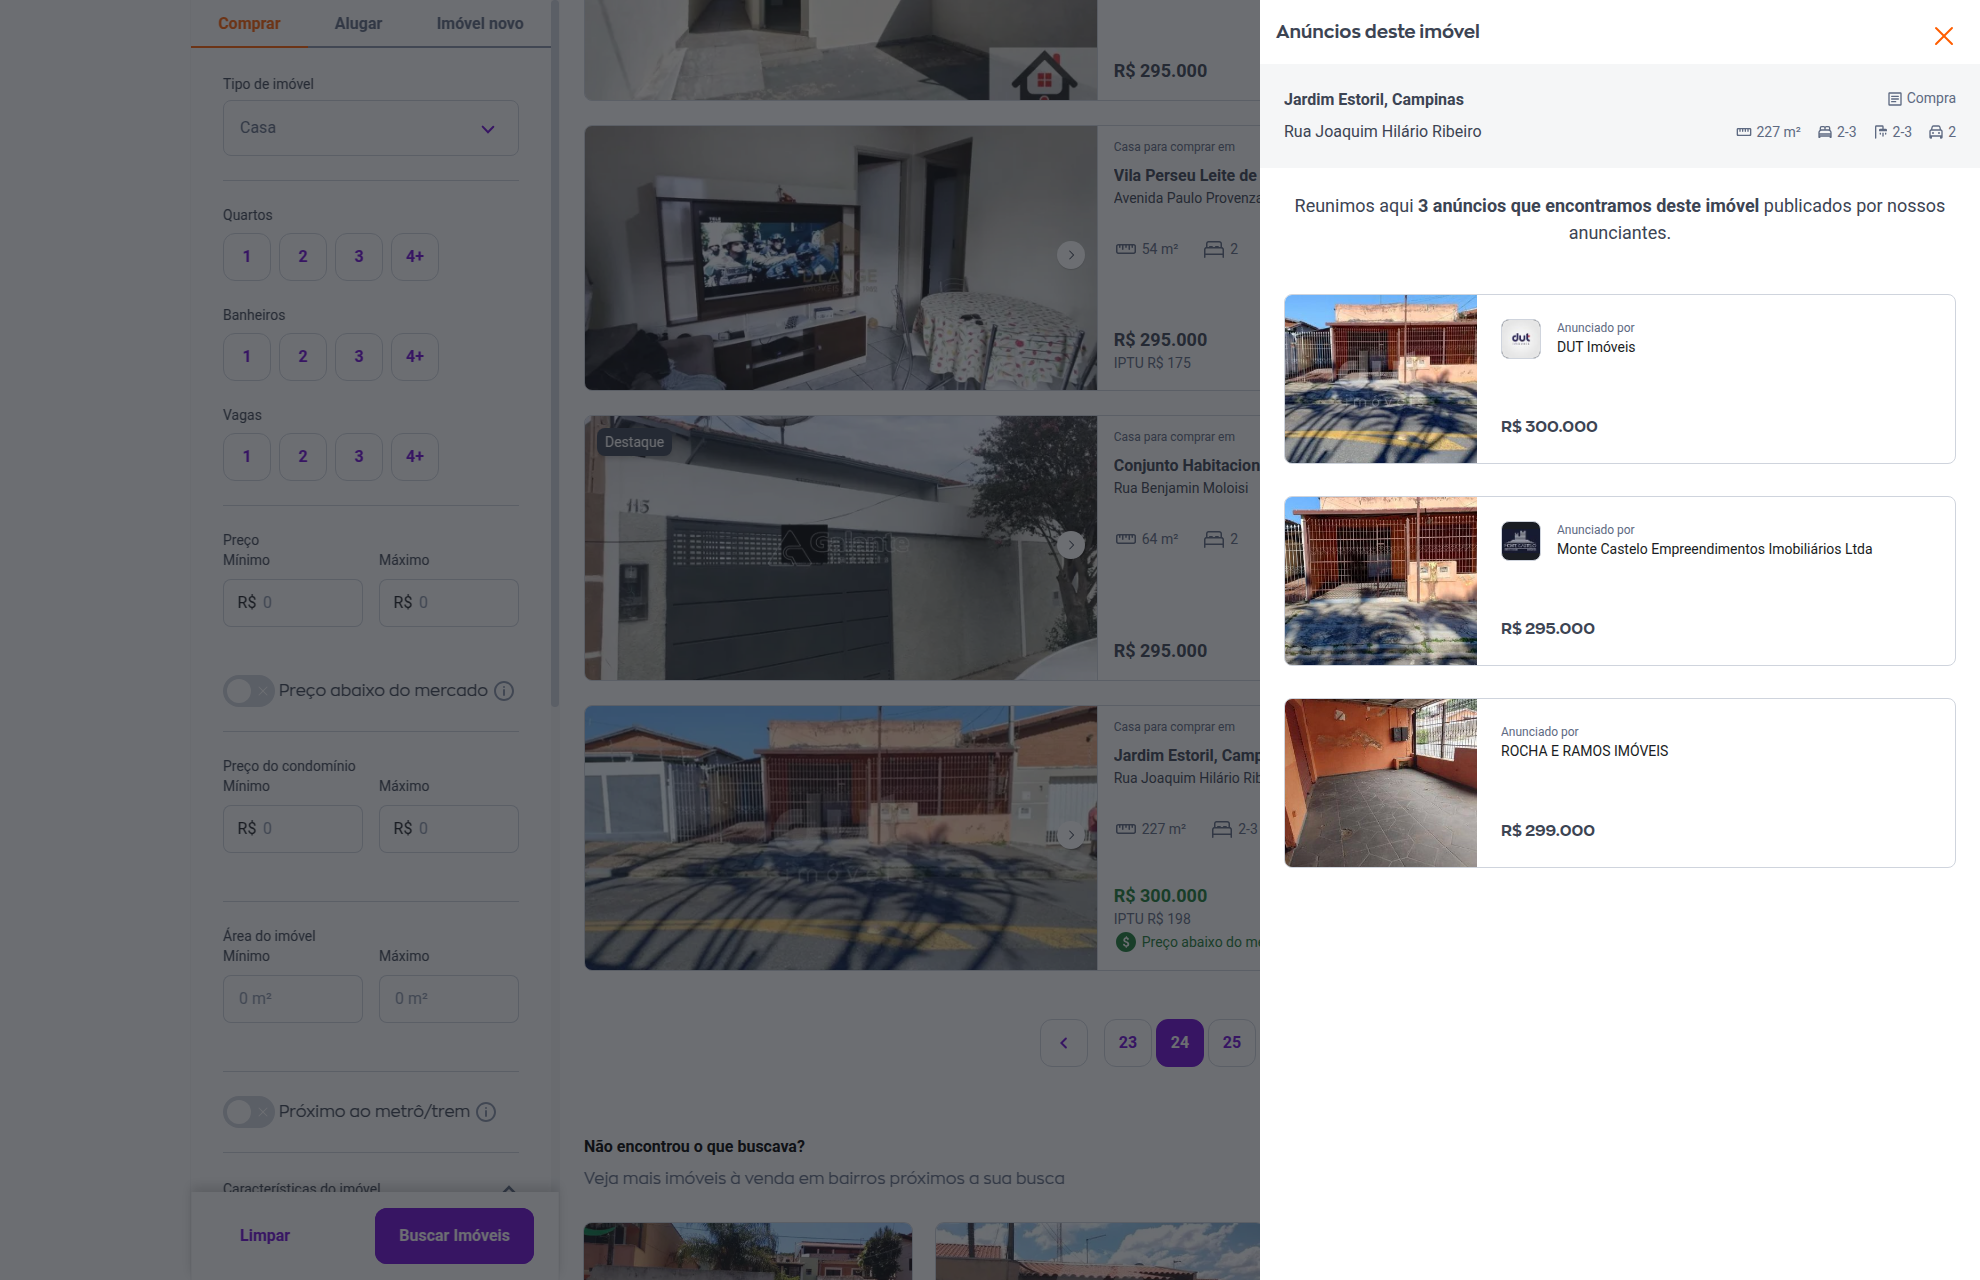 Comprar
Alugar
Imóvel novo
Tipo de imóvel
Casa
Quartos
1
2
3
4+
Banheiros
1
2
3
4+
Vagas
1
2
3
4+
Preço
Mínimo
Máximo
R$ 0
R$ 0
Preço abaixo do mercado
Preço do condomínio
Mínimo
Máximo
R$ 0
R$ 0
Área do imóvel
Mínimo
Máximo
0 m²
0 m²
Próximo ao metrô/trem
Características do imóvel
Limpar
Buscar Imóveis
R$ 295.000
Casa para comprar em
Vila Perseu Leite de
Avenida Paulo Provenza
54 m²
2
R$ 295.000
IPTU R$ 175
Destaque
113
Galante
Casa para comprar em
Conjunto Habitacion
Rua Benjamin Moloisi
64 m²
2
R$ 295.000
Casa para comprar em
Jardim Estoril, Camp
Rua Joaquim Hilário Rib
227 m²
2-3
R$ 300.000
IPTU R$ 198
Preço abaixo do me
23
24
25
Não encontrou o que buscava?
Veja mais imóveis à venda em bairros próximos a sua busca
Anúncios deste imóvel
Jardim Estoril, Campinas
Compra
Rua Joaquim Hilário Ribeiro
227 m²
2-3
2-3
2
Reunimos aqui 3 anúncios que encontramos deste imóvel publicados por nossos
anunciantes.
dut
Anunciado por
DUT Imóveis
R$ 300.000
Anunciado por
Monte Castelo Empreendimentos Imobiliários Ltda
R$ 295.000
Anunciado por
ROCHA E RAMOS IMÓVEIS
R$ 299.000